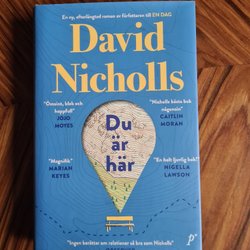 En ny, efterlängtad roman av författaren till EN DAG
David
Nicholls
"Ömsint, klok och
hoppfull"
JOJO
MOYES
"Nicholls bästa bok
någonsin"
CAITLIN
MORAN
Du
är
här
"Magnifik"
MARIAN
KEYES
"En helt ljuvlig bok!"
NIGELLA
LAWSON
"Ingen berättar om relationer så bra som Nicholls"